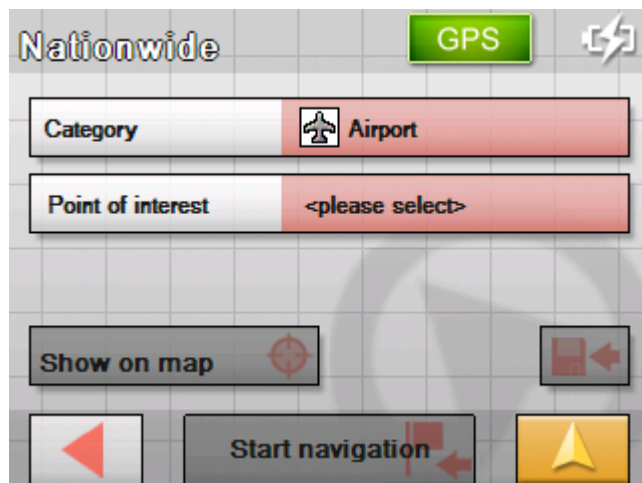 Nationwide
GPS
Category
Airport
Point of interest
<please select>
Show on map
Start navigation